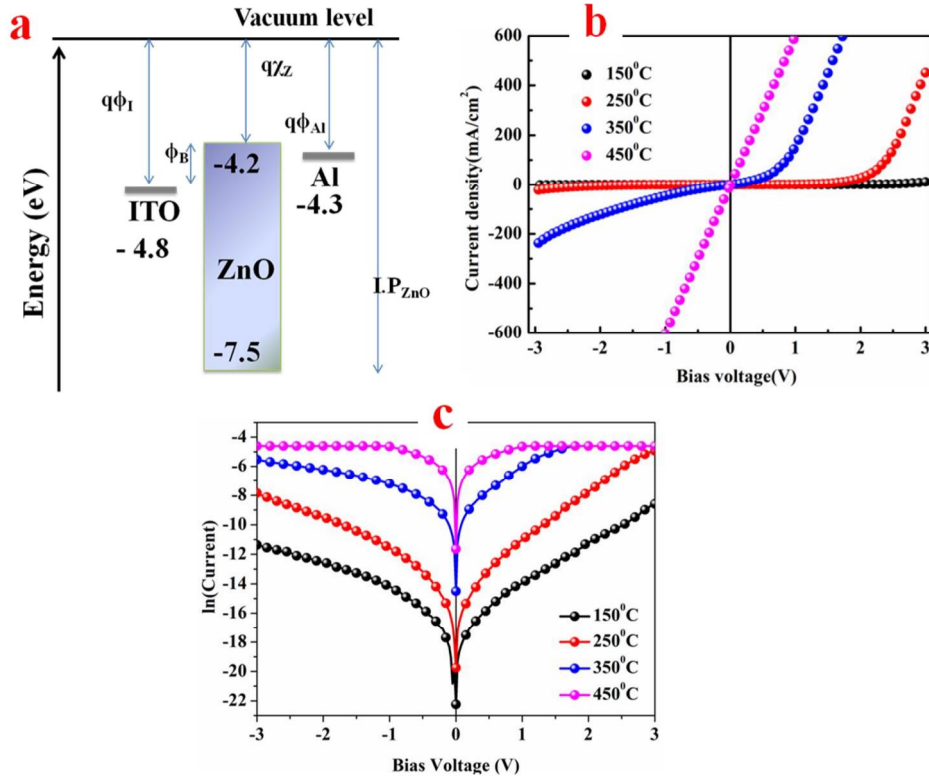 a
Vacuum level
Energy (eV)
qϕI
qχZ
qϕAl
ϕB
-4.2
ITO
- 4.8
Al
-4.3
ZnO
I.PZnO
-7.5
b
Current density(mA/cm2)
600
400
200
0
-200
-400
-600
150⁰C
250⁰C
350⁰C
450⁰C
-3 -2 -1 0 1 2 3
Bias voltage(V)
c
ln(Current)
-4
-6
-8
-10
-12
-14
-16
-18
-20
-22
150⁰C
250⁰C
350⁰C
450⁰C
-3 -2 -1 0 1 2 3
Bias Voltage (V)